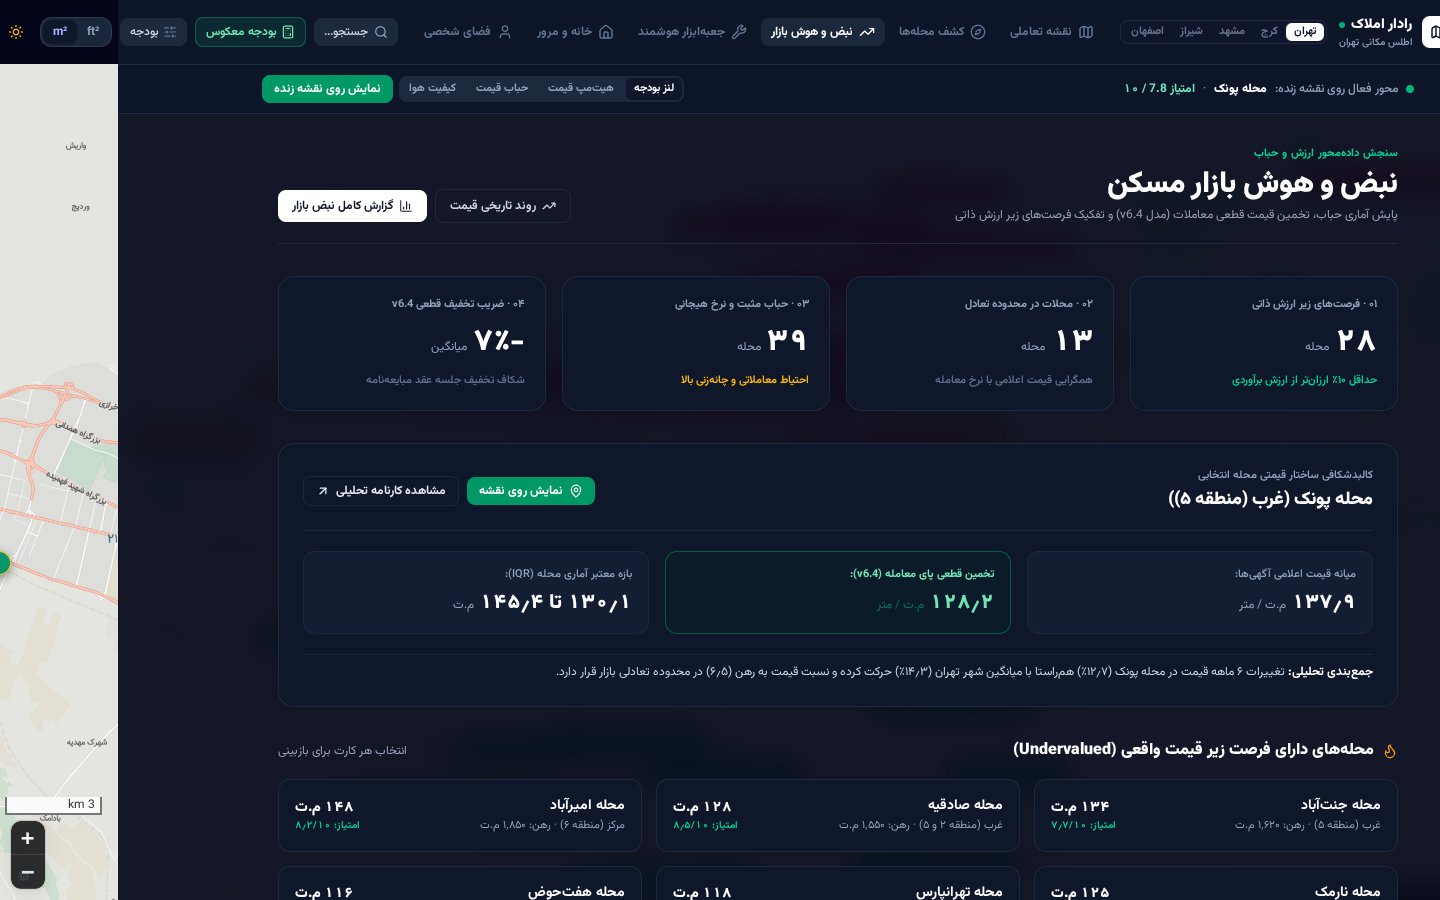 رادار املاک
اطلس مکانی تهران
تهران
کرج
مشهد
شیراز
اصفهان
نقشه تعاملی
کشف محله‌ها
نبض و هوش بازار
جعبه‌ابزار هوشمند
خانه و مرور
فضای شخصی
جستجو...
بودجه معکوس
بودجه
ft²
m²
محور فعال روی نقشه زنده: محله پونک · امتیاز 7.8 / ۱۰
لنز بودجه
هیت‌مپ قیمت
حباب قیمت
کیفیت هوا
نمایش روی نقشه زنده
سنجش داده‌محور ارزش و حباب
نبض و هوش بازار مسکن
پایش آماری حباب، تخمین قیمت قطعی معاملات (مدل v6.4) و تفکیک فرصت‌های زیر ارزش ذاتی
روند تاریخی قیمت
گزارش کامل نبض بازار
۰۱ · فرصت‌های زیر ارزش ذاتی
۲۸ محله
حداقل ۱۰٪ ارزان‌تر از ارزش برآوردی
۰۲ · محلات در محدوده تعادل
۱۳ محله
همگرایی قیمت اعلامی با نرخ معامله
۰۳ · حباب مثبت و نرخ هیجانی
۳۹ محله
احتیاط معاملاتی و چانه‌زنی بالا
۰۴ · ضریب تخفیف قطعی v6.4
-۷٪ میانگین
شکاف تخفیف جلسه عقد مبایعه‌نامه
کالبدشکافی ساختار قیمتی محله انتخابی
محله پونک (غرب (منطقه ۵))
نمایش روی نقشه
مشاهده کارنامه تحلیلی
میانه قیمت اعلامی آگهی‌ها:
۱۳۷٫۹ م.ت / متر
تخمین قطعی پای معامله (v6.4):
۱۲۸٫۲ م.ت / متر
بازه معتبر آماری محله (IQR):
۱۳۰٫۱ تا ۱۴۵٫۴ م.ت
جمع‌بندی تحلیلی: تغییرات ۶ ماهه قیمت در محله پونک (۱۲٫۷٪) هم‌راستا با میانگین شهر تهران (۱۴٫۳٪) حرکت کرده و نسبت قیمت به رهن (۶٫۵) در محدوده تعادلی بازار قرار دارد.
محله‌های دارای فرصت زیر قیمت واقعی (Undervalued)
انتخاب هر کارت برای بازبینی
محله جنت‌آباد
۱۳۴ م.ت
غرب (منطقه ۵) · رهن: ۱٬۶۲۰ م.ت
امتیاز: ۷٫۷/۱۰
محله صادقیه
۱۲۸ م.ت
غرب (منطقه ۲ و ۵) · رهن: ۱٬۵۵۰ م.ت
امتیاز: ۸٫۵/۱۰
محله امیرآباد
۱۴۸ م.ت
مرکز (منطقه ۶) · رهن: ۱٬۸۵۰ م.ت
امتیاز: ۸٫۲/۱۰
محله نارمک
۱۲۵ م.ت
محله تهرانپارس
۱۱۸ م.ت
محله هفت‌حوض
۱۱۶ م.ت
واریش
وردیج
خرازی
بزرگراه همدانی
بزرگراه شهید فهمیده
۲۱
شهرک مهدیه
3 km
بادامک
+
−